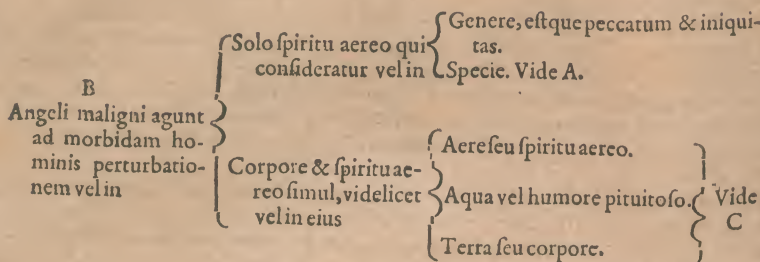 B
Angeli maligni agunt
ad morbidam ho-
minis perturbatio-
nem vel in
Solo ſpiritu aereo qui
conſideratur vel in
Genere, eſtque peccatum & iniqui-
tas.
Specie. Vide A.
Corpore & ſpiritu ae-
reo ſimul, videlicet
vel in eius
Aere ſeu ſpiritu aereo.
Aqua vel humore pituitoſo.
Terra ſeu corpore.
Vide
C